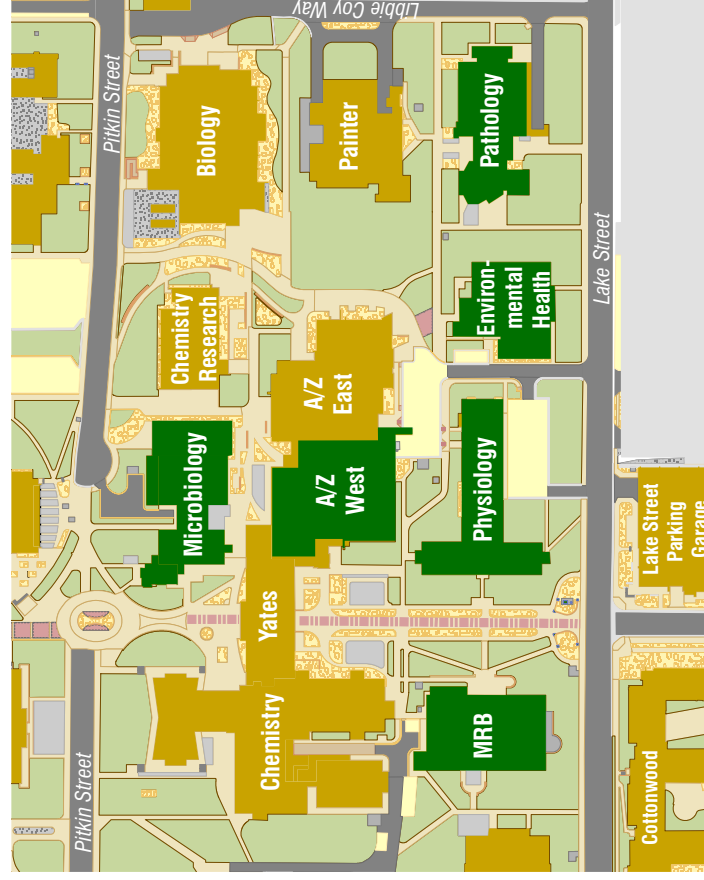 Libbie Coy Way
Pitkin Street
Biology
Painter
Pathology
Lake Street
Chemistry
Research
Environ-
mental
Health
A/Z
East
Microbiology
A/Z
West
Physiology
Lake Street
Parking
Garage
Yates
Chemistry
MRB
Pitkin Street
Cottonwood